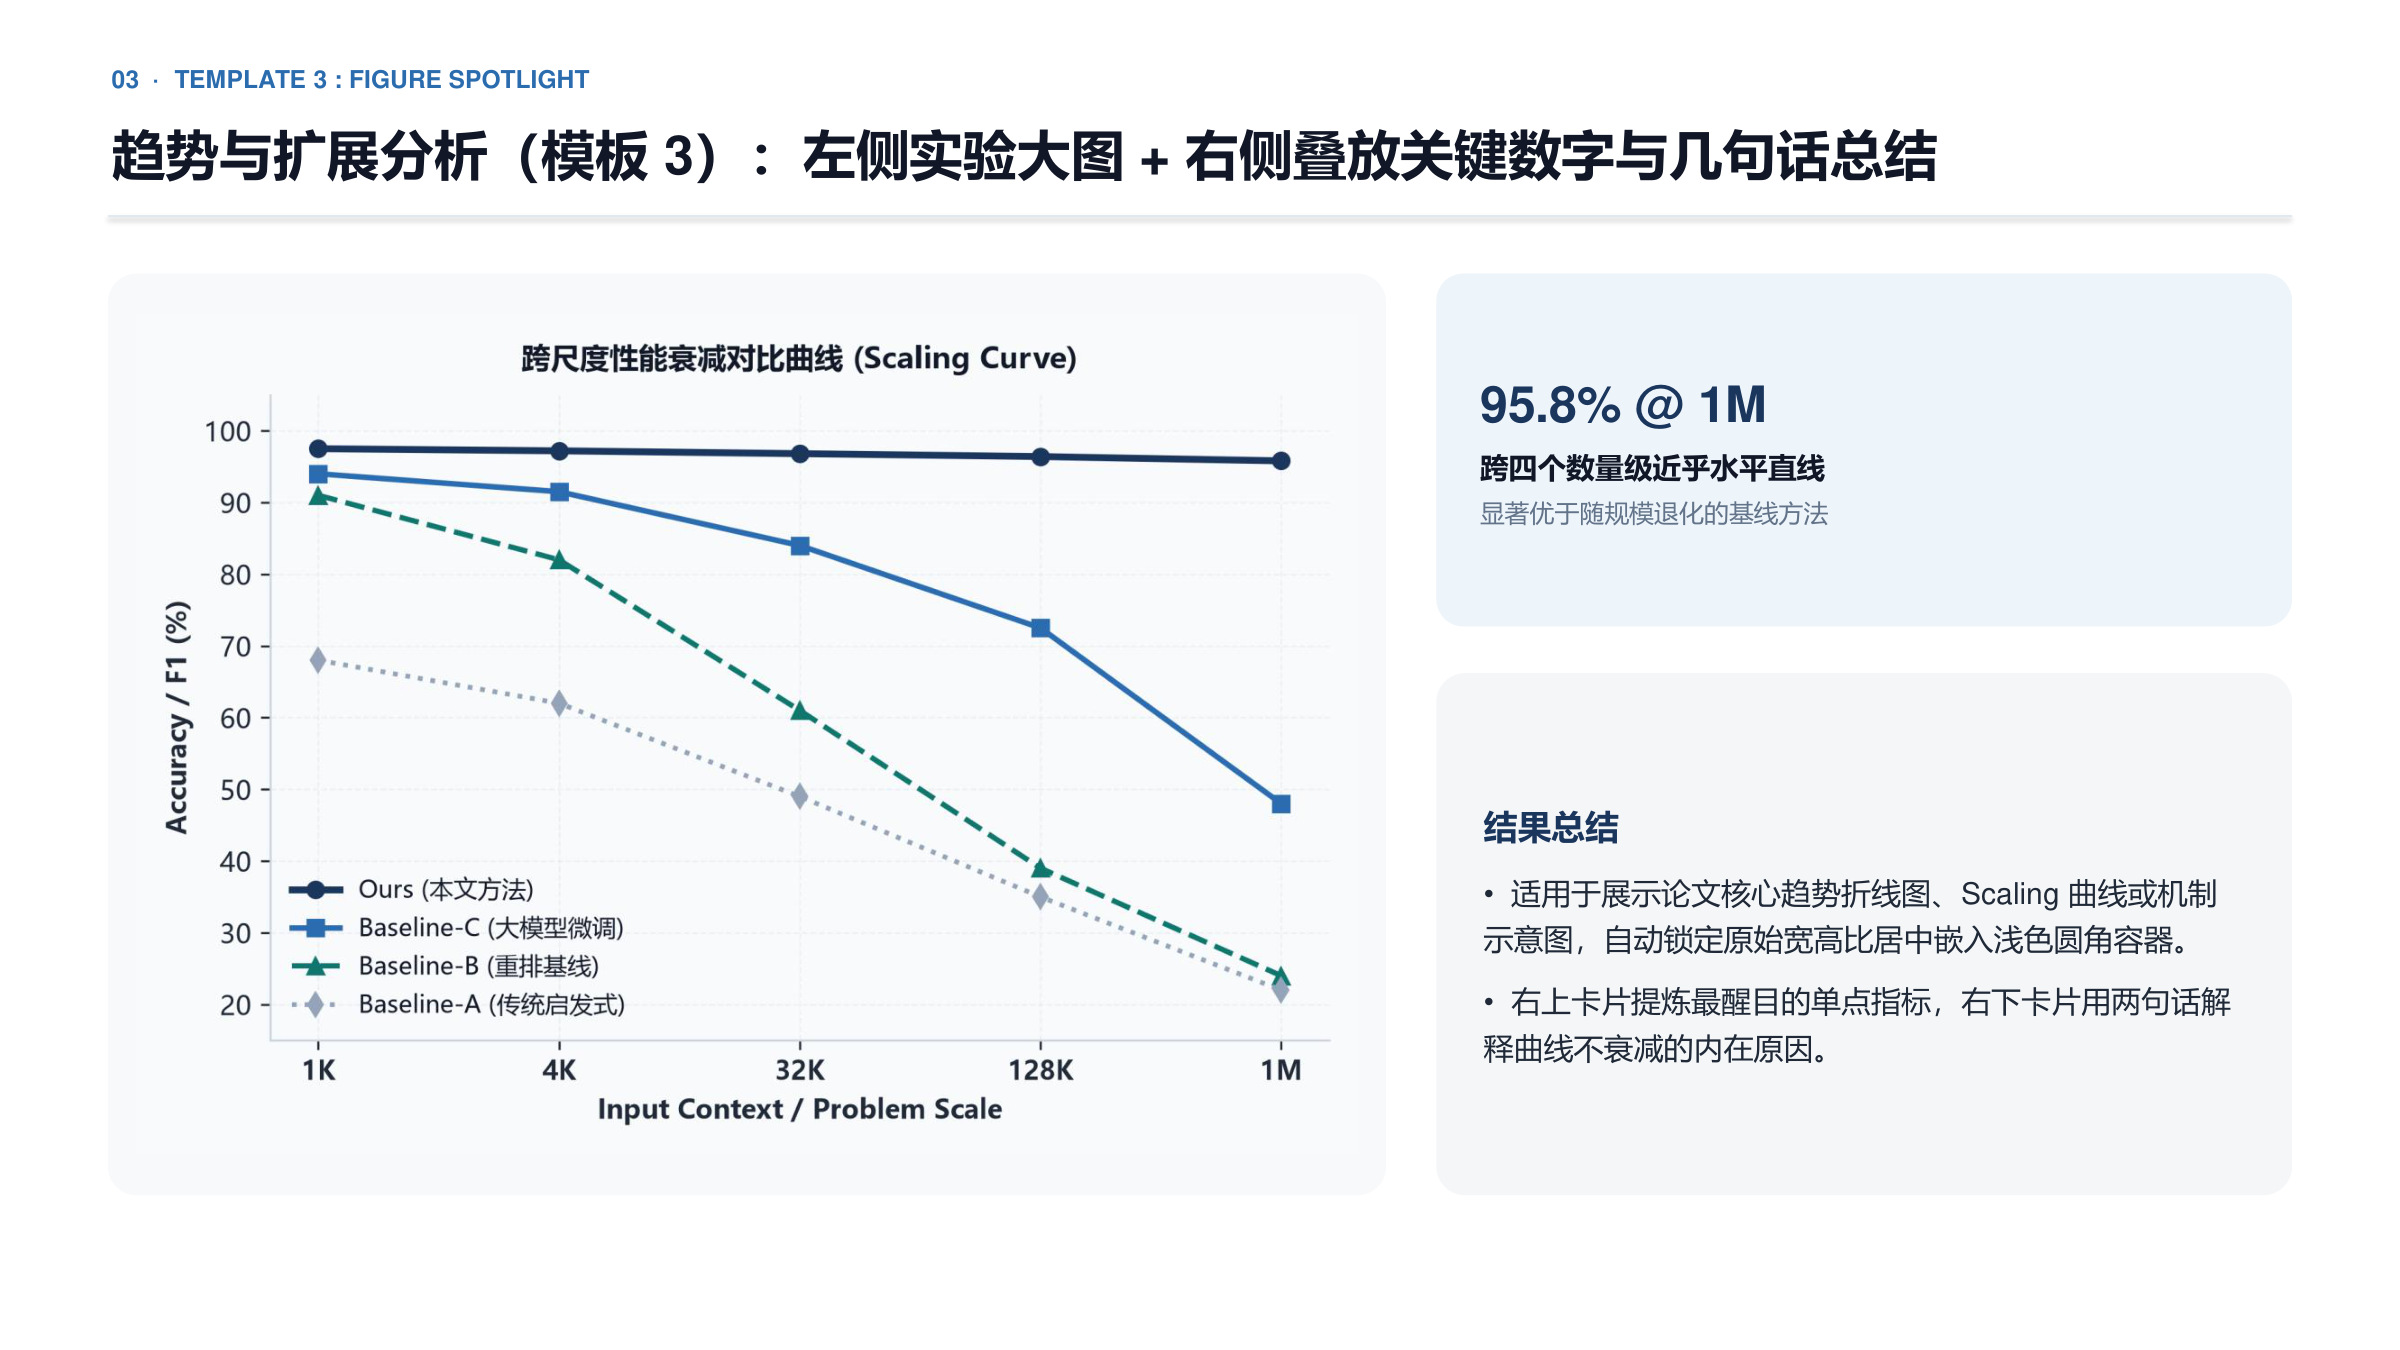 03 · TEMPLATE 3 : FIGURE SPOTLIGHT
趋势与扩展分析（模板 3）：左侧实验大图 + 右侧叠放关键数字与几句话总结
跨尺度性能衰减对比曲线 (Scaling Curve)
Accuracy / F1 (%)
100
90
80
70
60
50
40
30
20
Ours (本文方法)
Baseline-C (大模型微调)
Baseline-B (重排基线)
Baseline-A (传统启发式)
1K 4K 32K 128K 1M
Input Context / Problem Scale
95.8% @ 1M
跨四个数量级近乎水平直线
显著优于随规模退化的基线方法
结果总结
• 适用于展示论文核心趋势折线图、Scaling 曲线或机制
示意图，自动锁定原始宽高比居中嵌入浅色圆角容器。
• 右上卡片提炼最醒目的单点指标，右下卡片用两句话解
释曲线不衰减的内在原因。